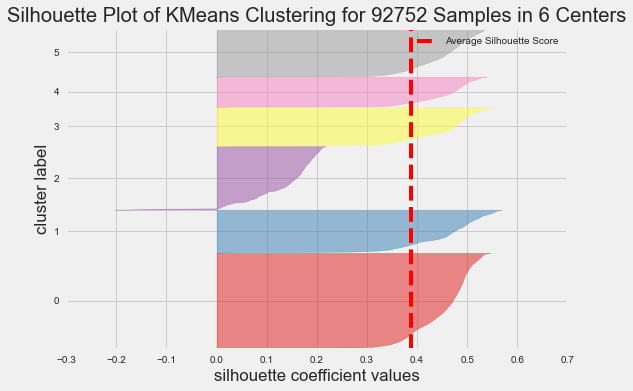 Silhouette Plot of KMeans Clustering for 92752 Samples in 6 Centers
Average Silhouette Score
5
4
3
2
1
0
cluster label
−0.3 −0.2 −0.1 0.0 0.1 0.2 0.3 0.4 0.5 0.6 0.7
silhouette coefficient values